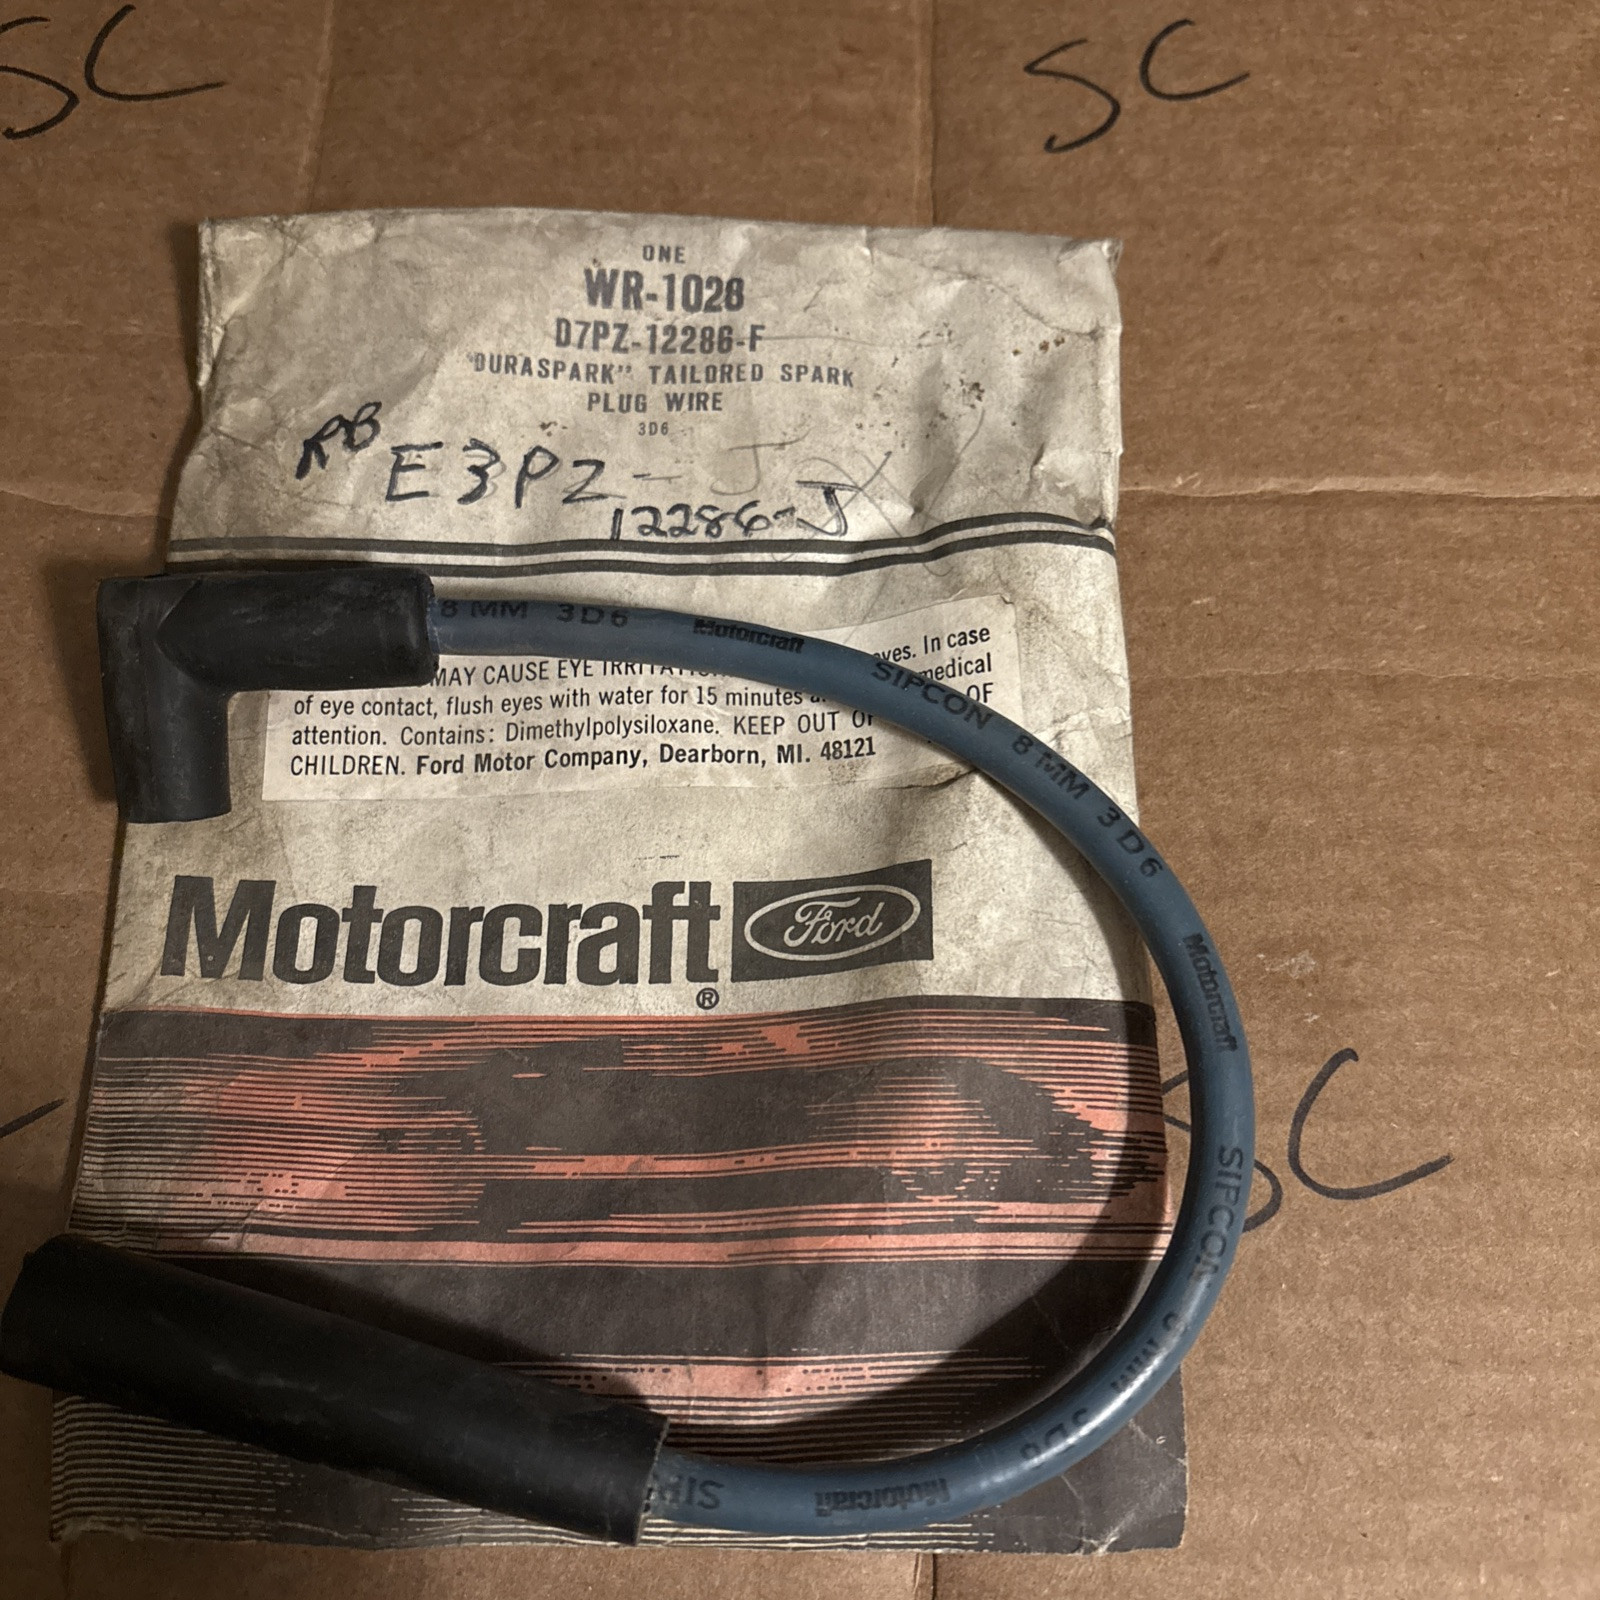 SC
SC
ONE
WR-1028
D7PZ-12286-F
"DURASPARK" TAILORED SPARK
PLUG WIRE
3D6
RB
E3PZ-J
12286-J
8 MM 3D6 Motorcraft SIPCON 8 MM 3D6 Motorcraft SIPCON
3D6 Motorcraft
MAY CAUSE EYE eyes. In case
of eye contact, flush eyes with water for 15 minutes medical
attention. Contains: Dimethylpolysiloxane. KEEP OUT OF
CHILDREN. Ford Motor Company, Dearborn, MI. 48121
Motorcraft Ford
®
SC